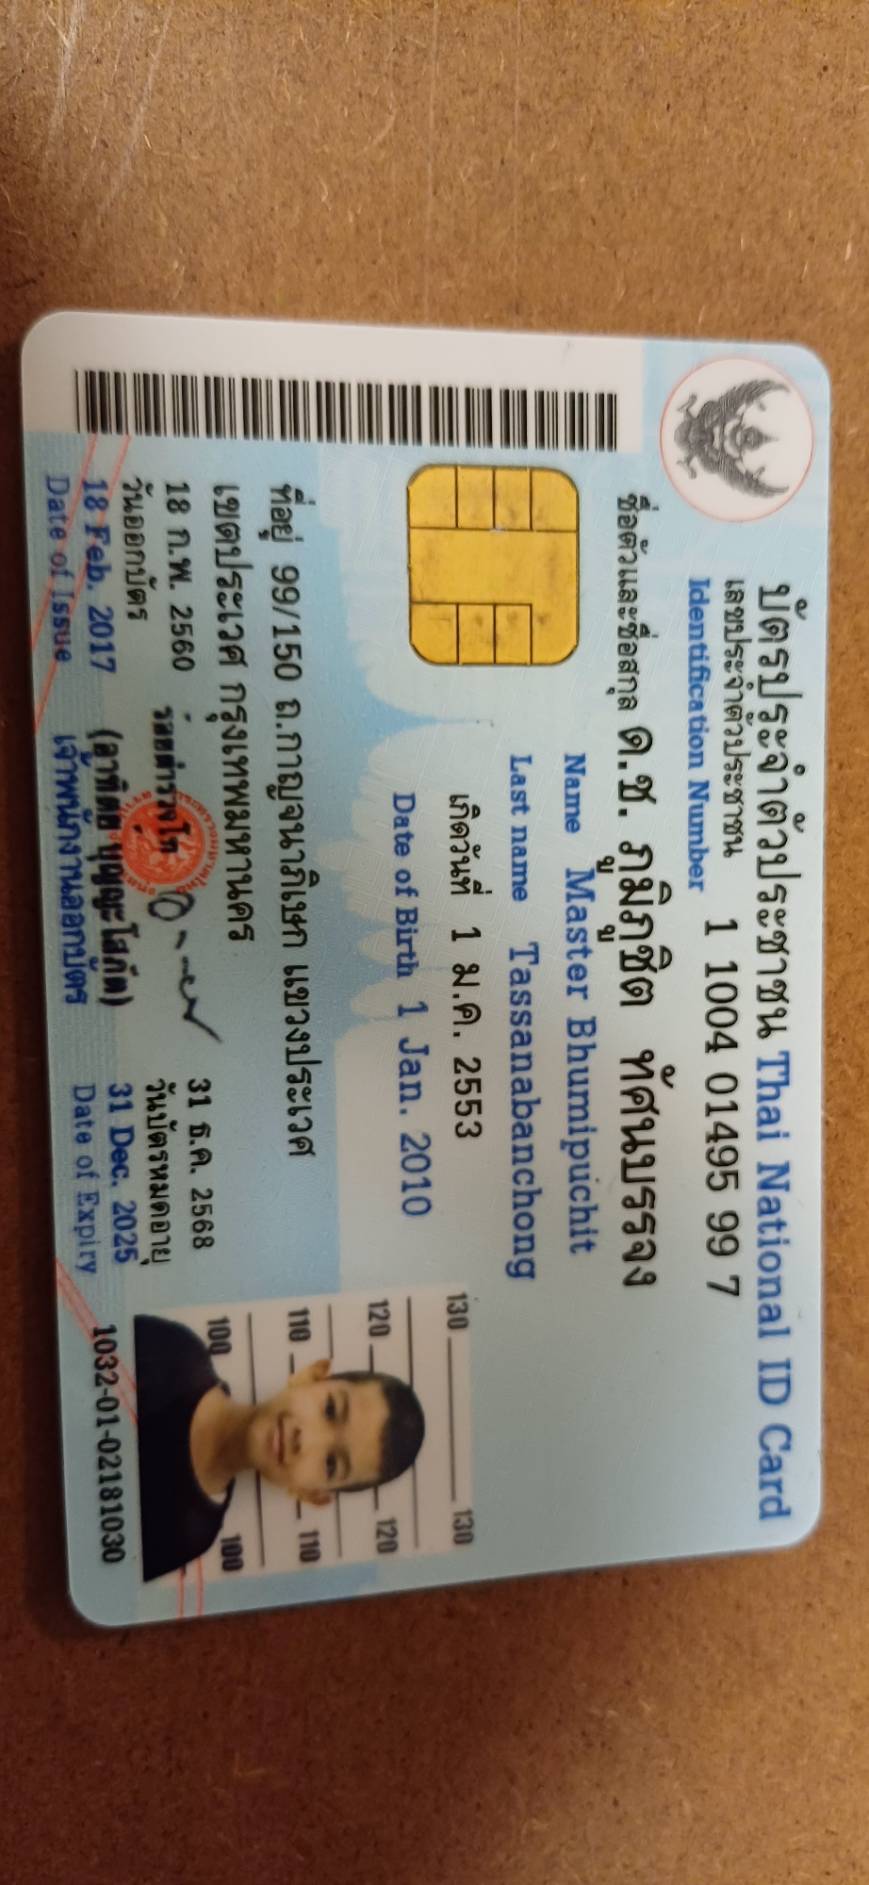 บัตรประจำตัวประชาชน Thai National ID Card
เลขประจำตัวประชาชน 1 1004 01495 99 7
Identification Number
ชื่อตัวและชื่อสกุล ด.ช. ภูมิภูชิต ทัศนบรรจง
Name Master Bhumipuchit
Last name Tassanabanchong
เกิดวันที่ 1 ม.ค. 2553
Date of Birth 1 Jan. 2010
ที่อยู่ 99/150 ถ.กาญจนาภิเษก แขวงประเวศ
เขตประเวศ กรุงเทพมหานคร
18 ก.พ. 2560
วันออกบัตร
18 Feb. 2017
Date of Issue
ร้อยตำรวจโท
เจ้าพนักงานออกบัตร
31 ธ.ค. 2568
วันบัตรหมดอายุ
31 Dec. 2025
Date of Expiry
130 130
120 120
110 110
100 100
1032-01-02181030